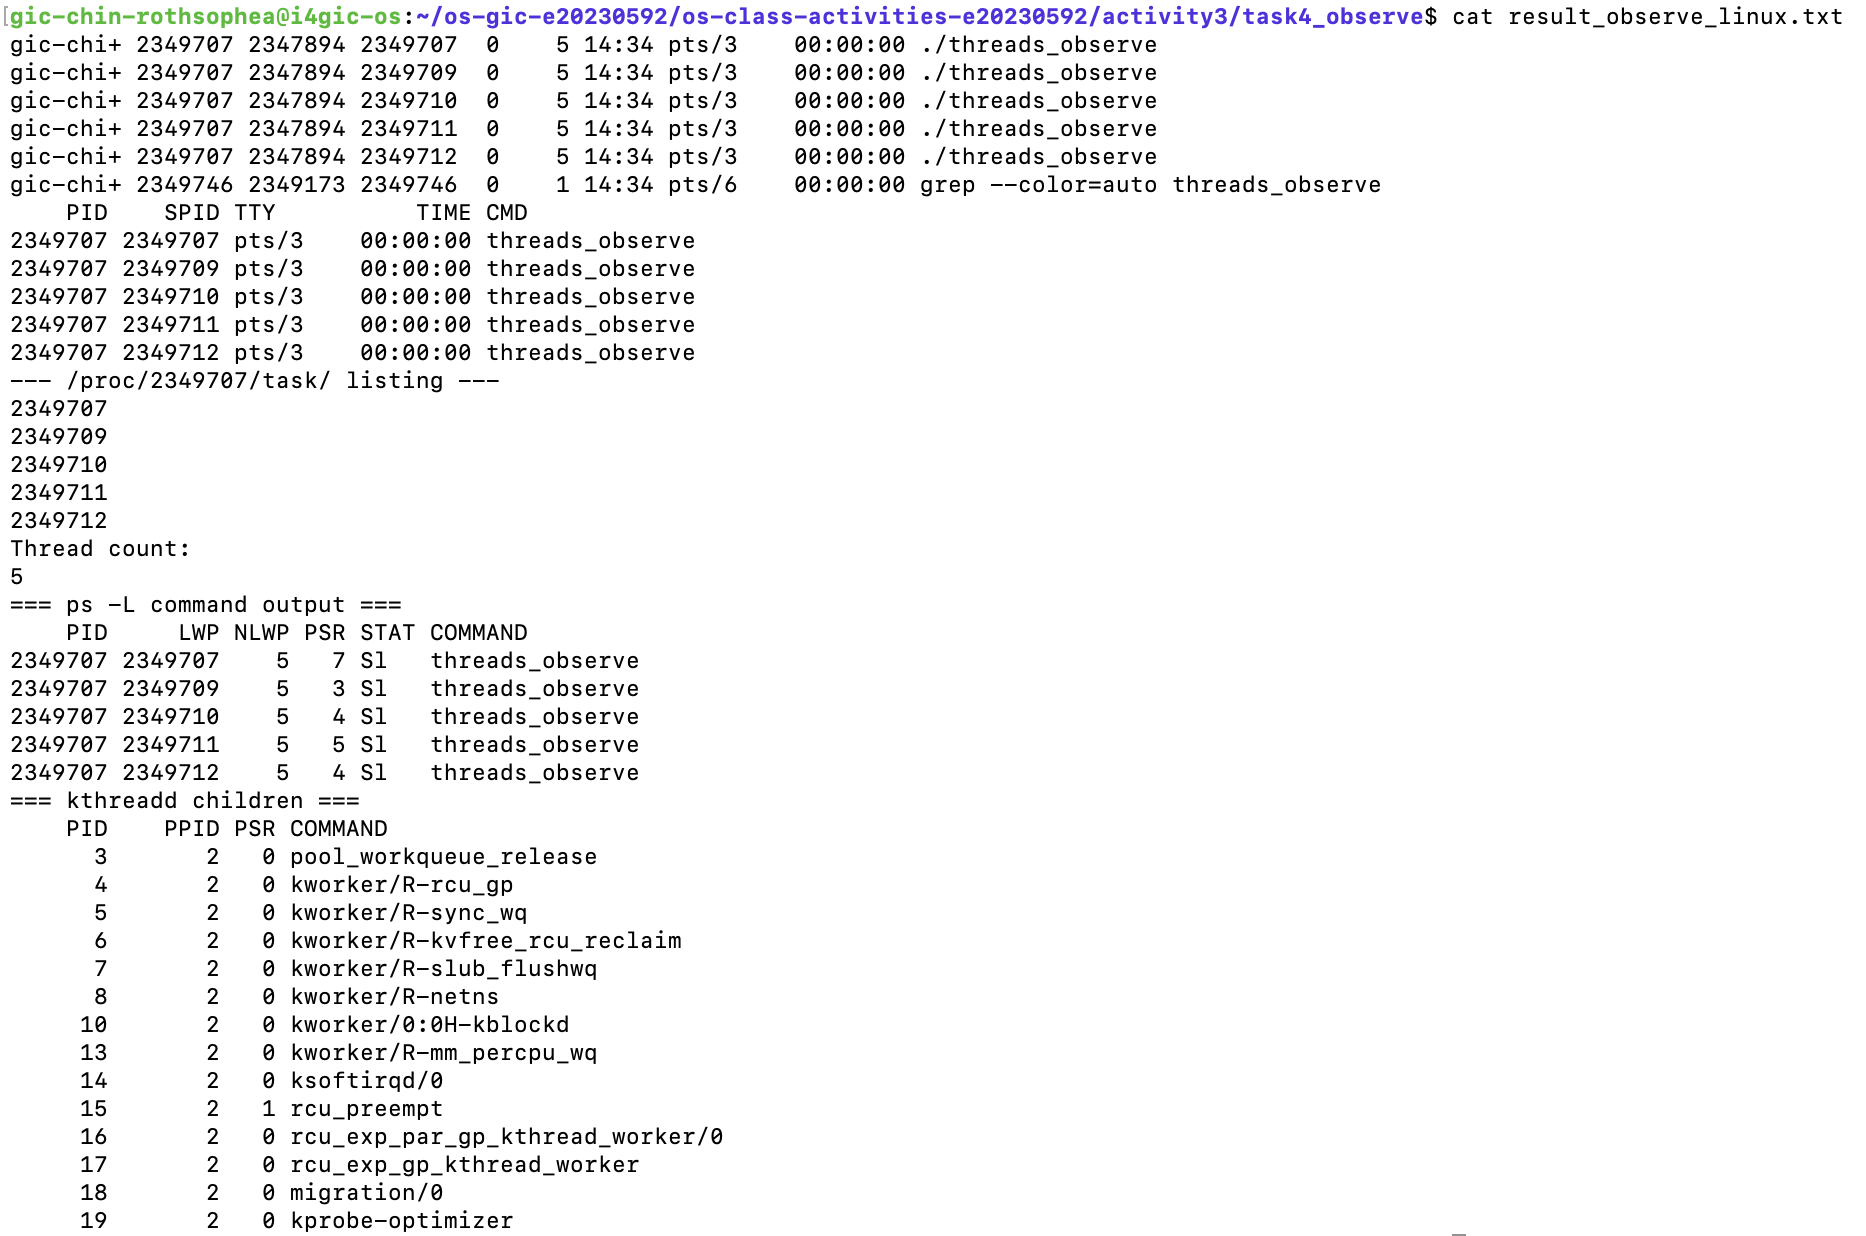 gic-chin-rothsophea@i4gic-os:~/os-gic-e20230592/os-class-activities-e20230592/activity3/task4_observe$ cat result_observe_linux.txt
gic-chi+ 2349707 2347894 2349707  0    5 14:34 pts/3    00:00:00 ./threads_observe
gic-chi+ 2349707 2347894 2349709  0    5 14:34 pts/3    00:00:00 ./threads_observe
gic-chi+ 2349707 2347894 2349710  0    5 14:34 pts/3    00:00:00 ./threads_observe
gic-chi+ 2349707 2347894 2349711  0    5 14:34 pts/3    00:00:00 ./threads_observe
gic-chi+ 2349707 2347894 2349712  0    5 14:34 pts/3    00:00:00 ./threads_observe
gic-chi+ 2349746 2349173 2349746  0    1 14:34 pts/6    00:00:00 grep --color=auto threads_observe
    PID    SPID TTY          TIME CMD
2349707 2349707 pts/3    00:00:00 threads_observe
2349707 2349709 pts/3    00:00:00 threads_observe
2349707 2349710 pts/3    00:00:00 threads_observe
2349707 2349711 pts/3    00:00:00 threads_observe
2349707 2349712 pts/3    00:00:00 threads_observe
--- /proc/2349707/task/ listing ---
2349707
2349709
2349710
2349711
2349712
Thread count:
5
=== ps -L command output ===
    PID     LWP NLWP PSR STAT COMMAND
2349707 2349707    5   7 Sl   threads_observe
2349707 2349709    5   3 Sl   threads_observe
2349707 2349710    5   4 Sl   threads_observe
2349707 2349711    5   5 Sl   threads_observe
2349707 2349712    5   4 Sl   threads_observe
=== kthreadd children ===
    PID    PPID PSR COMMAND
      3       2   0 pool_workqueue_release
      4       2   0 kworker/R-rcu_gp
      5       2   0 kworker/R-sync_wq
      6       2   0 kworker/R-kvfree_rcu_reclaim
      7       2   0 kworker/R-slub_flushwq
      8       2   0 kworker/R-netns
     10       2   0 kworker/0:0H-kblockd
     13       2   0 kworker/R-mm_percpu_wq
     14       2   0 ksoftirqd/0
     15       2   1 rcu_preempt
     16       2   0 rcu_exp_par_gp_kthread_worker/0
     17       2   0 rcu_exp_gp_kthread_worker
     18       2   0 migration/0
     19       2   0 kprobe-optimizer